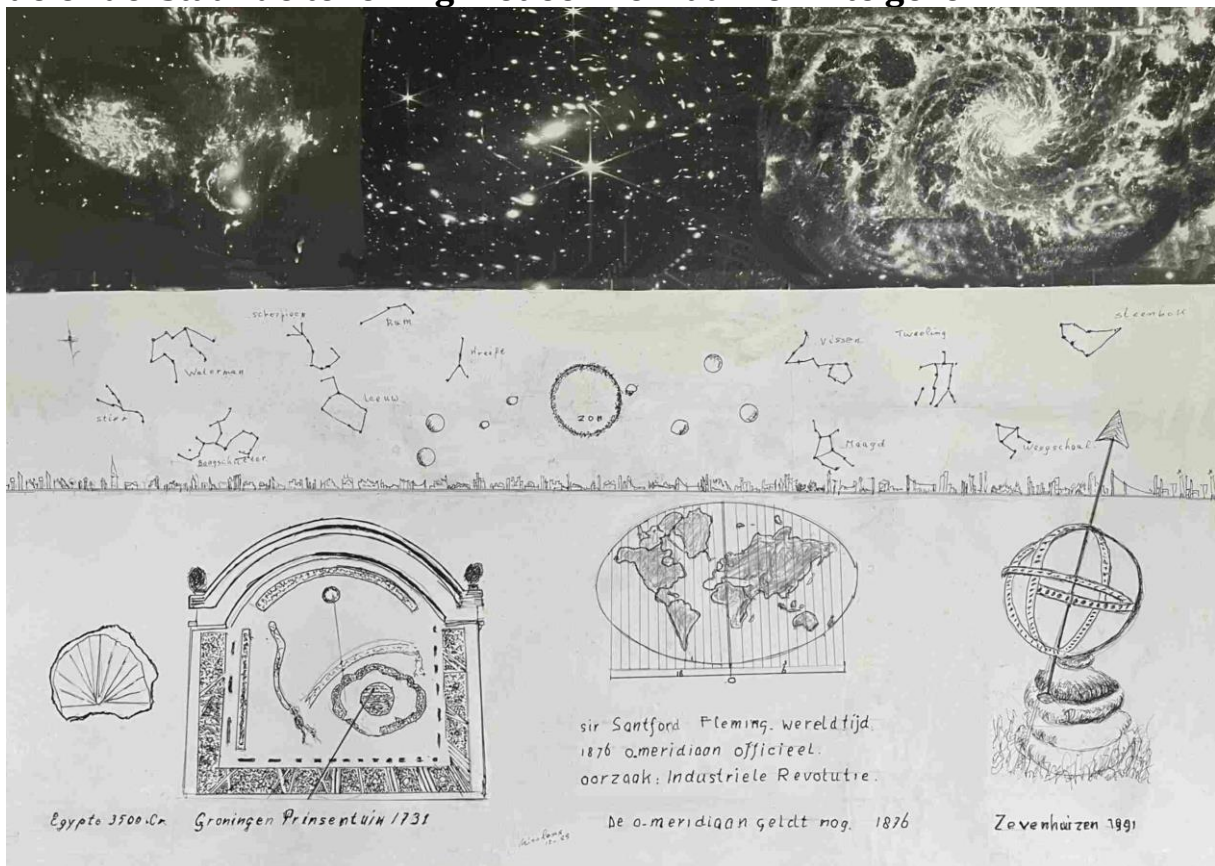 schorpioen
Ram
steenbok
Vissen
Tweeling
Kreeft
Waterman
Leeuw
ZON
stier
Maagd
Weegschaal
Boogschutter
0
sir Santford Fleming. wereldtijd.
1876 0.meridiaan officieel.
oorzaak: Industriele Revolutie.
Egypte 3500.Cr. Groningen Prinsentuin 1731
De 0-meridiaan geldt nog. 1876
Zevenhuizen 1991